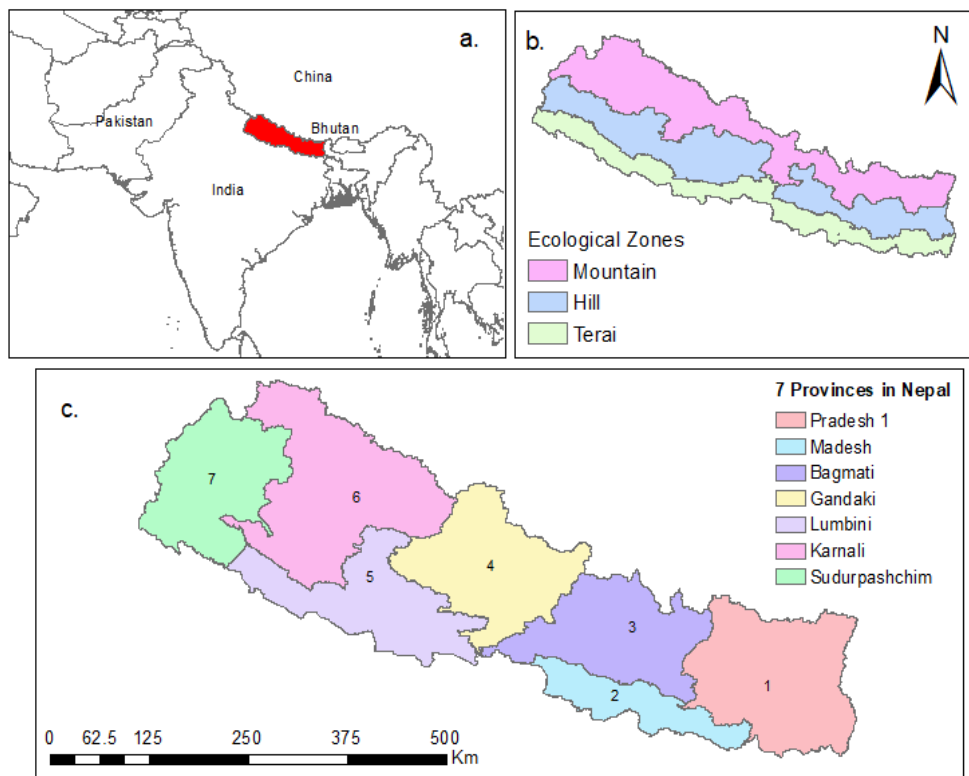 a.
China
Pakistan
Bhutan
India
b.
N
Ecological Zones
Mountain
Hill
Terai
c.
7 Provinces in Nepal
Pradesh 1
Madesh
Bagmati
Gandaki
Lumbini
Karnali
Sudurpashchim
7
6
5
4
3
2
1
0 62.5 125 250 375 500
Km